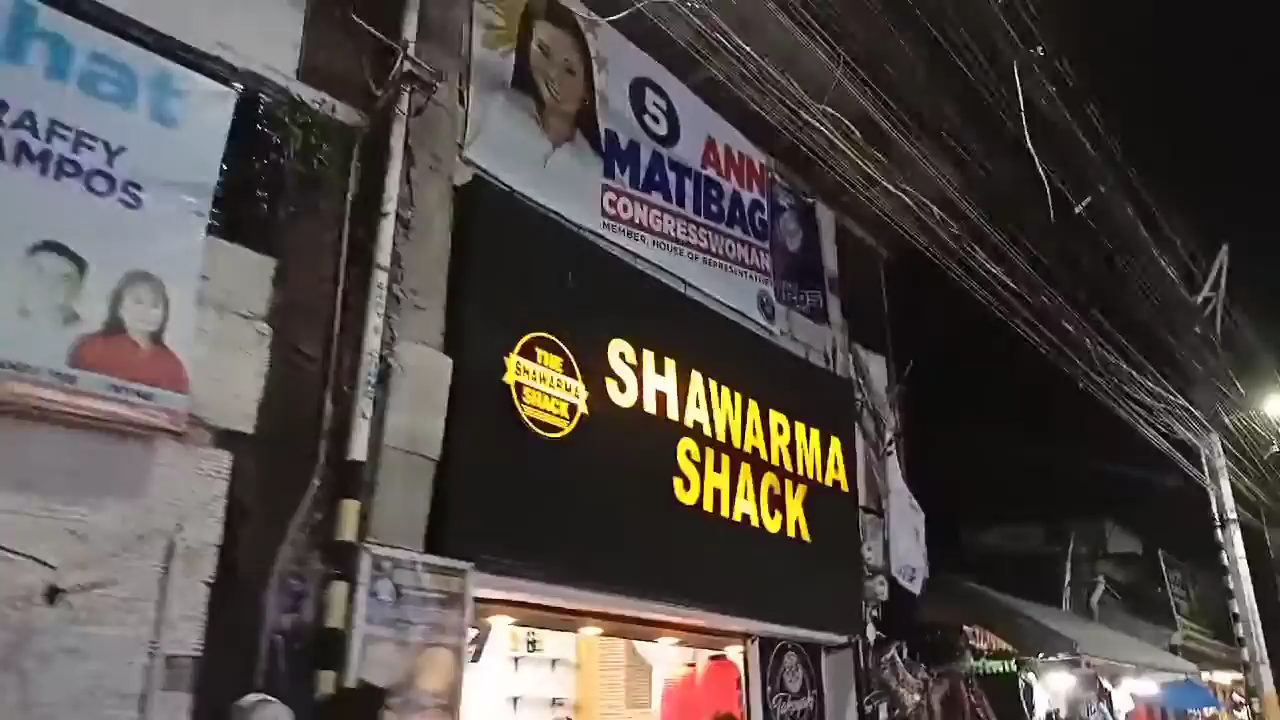 hat
RAFFY
AMPOS
5
ANN
MATIBAG
CONGRESSWOMAN
MEMBER, HOUSE OF REPRESENTATIVES
THE
SHAWARMA
SHACK
SHAWARMA
SHACK